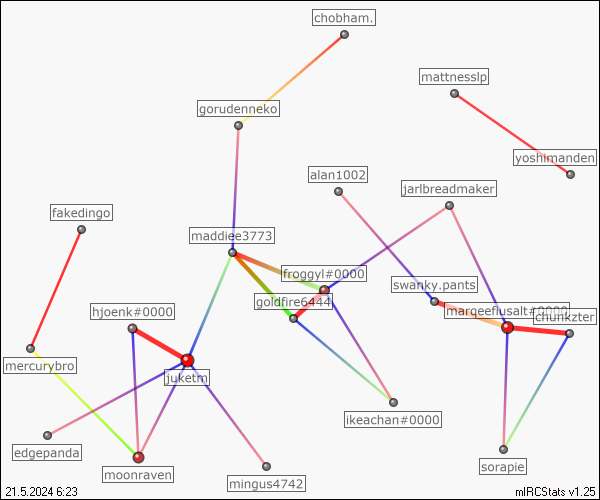 chobham.
mattnesslp
gorudenneko
yoshimanden
alan1002
jarlbreadmaker
fakedingo
maddiee3773
froggyl#0000
swanky.pants
goldfire6444
hjoenk#0000
marqeeflusalt#0000
chunkzter
mercurybro
juketm
ikeachan#0000
edgepanda
moonraven
mingus4742
sorapie
21.5.2024 6:23
mIRCStats v1.25